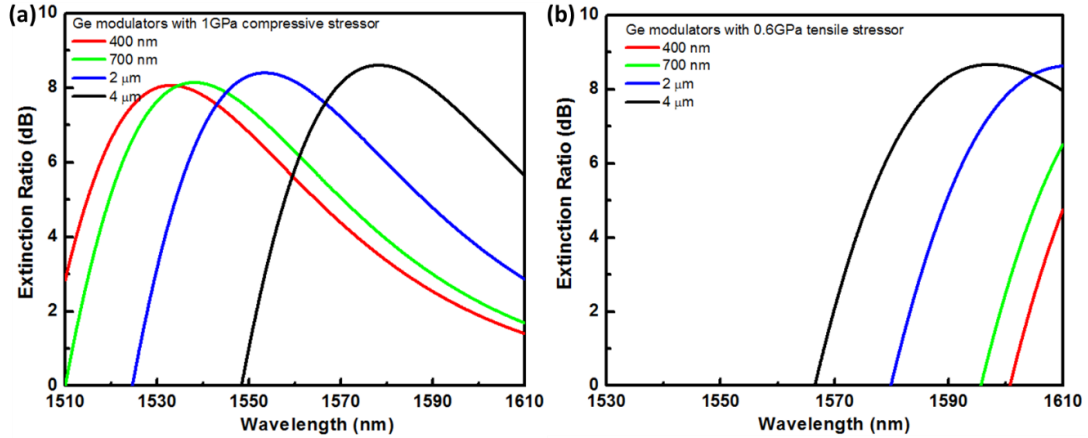 (a)
Ge modulators with 1GPa compressive stressor
400 nm
700 nm
2 μm
4 μm
Extinction Ratio (dB)
10
8
6
4
2
0
1510 1530 1550 1570 1590 1610
Wavelength (nm)
(b)
Ge modulators with 0.6GPa tensile stressor
400 nm
700 nm
2 μm
4 μm
Extinction Ratio (dB)
10
8
6
4
2
0
1530 1550 1570 1590 1610
Wavelength (nm)